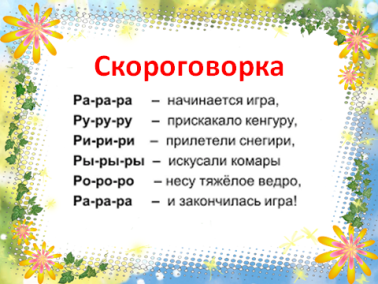 Скороговорка
Ра-ра-ра – начинается игра,
Ру-ру-ру – прискакало кенгуру,
Ри-ри-ри – прилетели снегири,
Ры-ры-ры – искусали комары
Ро-ро-ро – несу тяжёлое ведро,
Ра-ра-ра – и закончилась игра!